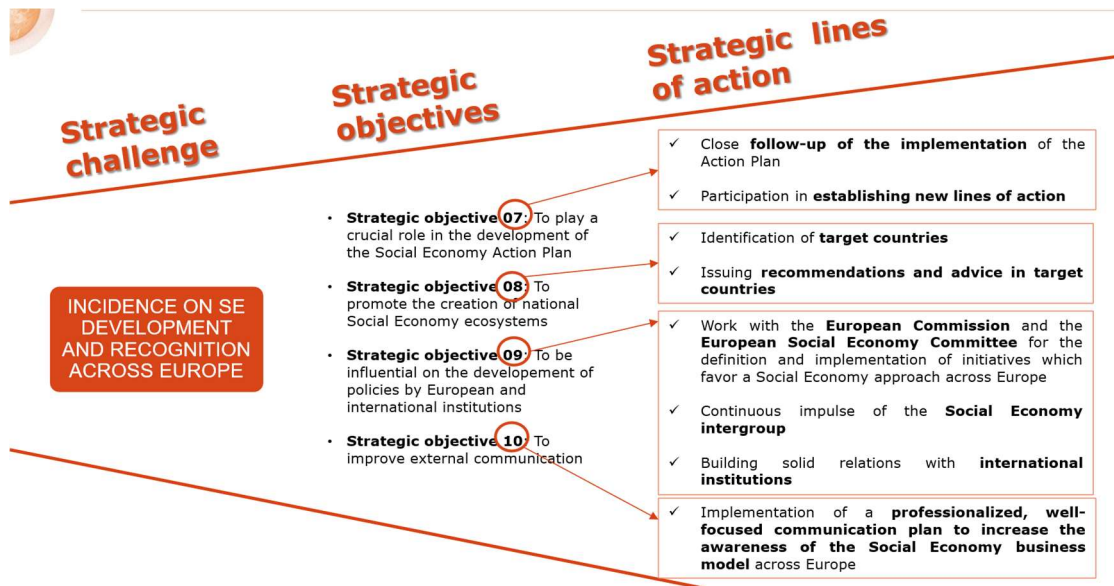 Strategic
challenge
Strategic
objectives
Strategic lines
of action
INCIDENCE ON SE
DEVELOPMENT
AND RECOGNITION
ACROSS EUROPE
• Strategic objective 07: To play a
crucial role in the development of
the Social Economy Action Plan
• Strategic objective 08: To
promote the creation of national
Social Economy ecosystems
• Strategic objective 09: To be
influential on the developement of
policies by European and
international institutions
• Strategic objective 10: To
improve external communication
✓ Close follow-up of the implementation of the
Action Plan
✓ Participation in establishing new lines of action
✓ Identification of target countries
✓ Issuing recommendations and advice in target
countries
✓ Work with the European Commission and the
European Social Economy Committee for the
definition and implementation of initiatives which
favor a Social Economy approach across Europe
✓ Continuous impulse of the Social Economy
intergroup
✓ Building solid relations with international
institutions
✓ Implementation of a professionalized, well-
focused communication plan to increase the
awareness of the Social Economy business
model across Europe